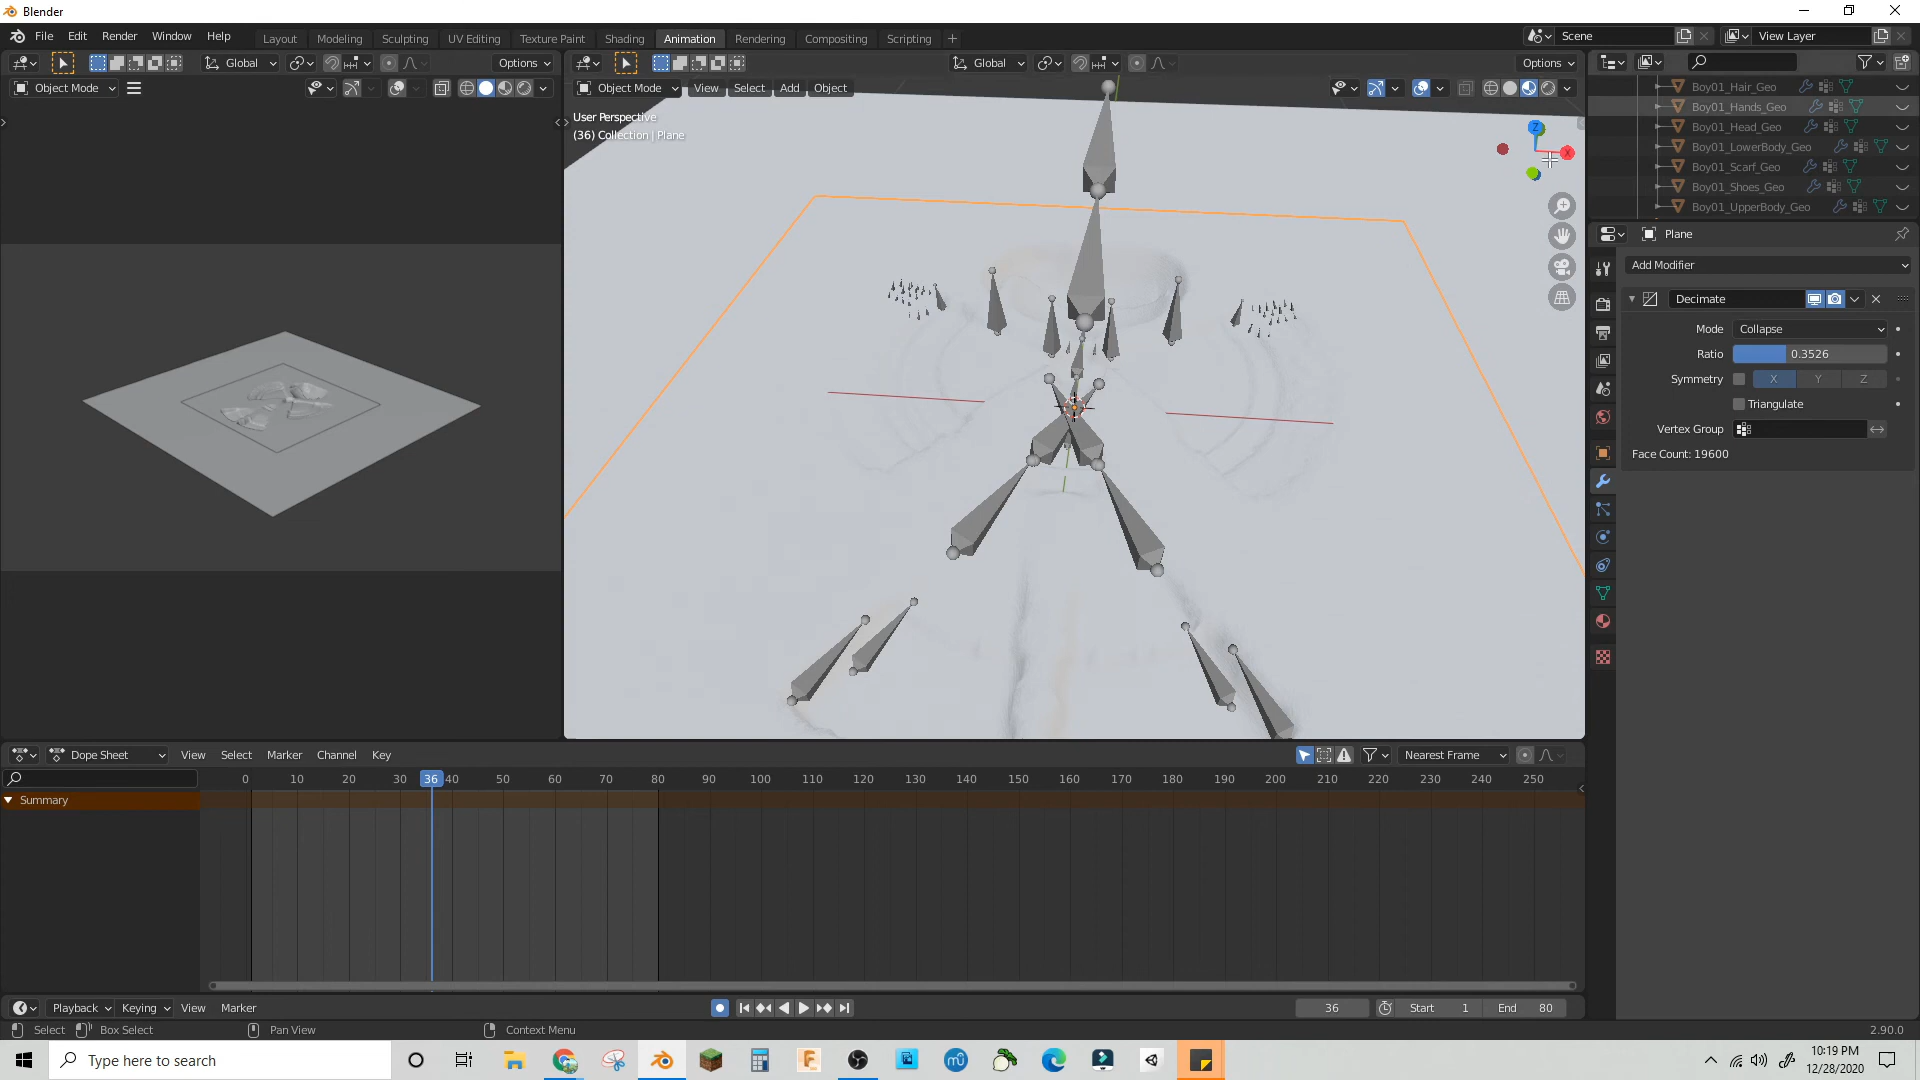 Blender
File Edit Render Window Help
Layout Modeling Sculpting UV Editing Texture Paint Shading Animation Rendering Compositing Scripting
Scene
View Layer
Global
Options
Global
Options
Object Mode
Object Mode View Select Add Object
User Perspective
(36) Collection | Plane
Z
X
Boy01_Hair_Geo
Boy01_Hands_Geo
Boy01_Head_Geo
Boy01_LowerBody_Geo
Boy01_Scarf_Geo
Boy01_Shoes_Geo
Boy01_UpperBody_Geo
Plane
Add Modifier
Decimate
Mode Collapse
Ratio 0.3526
Symmetry X Y Z
Triangulate
Vertex Group
Face Count: 19600
Dope Sheet View Select Marker Channel Key
Nearest Frame
0 10 20 30 36 40 50 60 70 80 90 100 110 120 130 140 150 160 170 180 190 200 210 220 230 240 250
Summary
Playback Keying View Marker
36 Start 1 End 80
Select Box Select Pan View Context Menu
2.90.0
Type here to search
mu
10:19 PM
12/28/2020